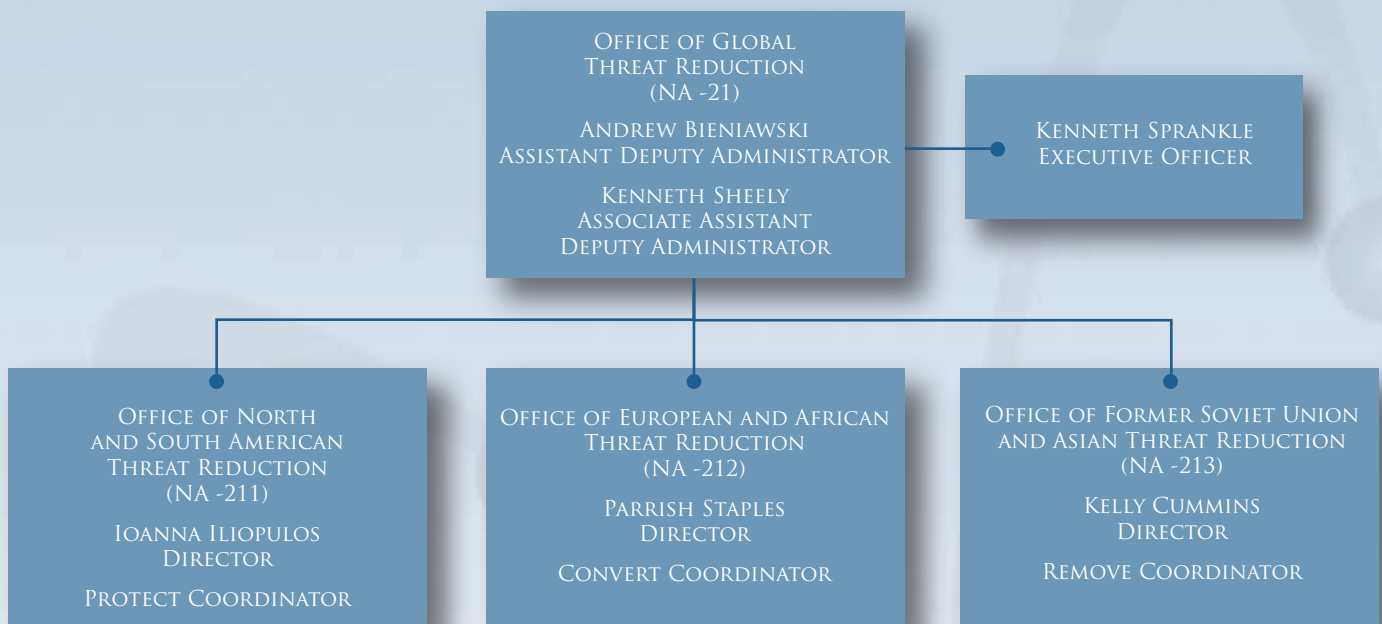 Office of Global
Threat Reduction
(NA -21)
Andrew Bieniawski
Assistant Deputy Administrator
Kenneth Sheely
Associate Assistant
Deputy Administrator
Kenneth Sprankle
Executive Officer
Office of North
and South American
Threat Reduction
(NA -211)
Ioanna Iliopulos
Director
Protect Coordinator
Office of European and African
Threat Reduction
(NA -212)
Parrish Staples
Director
Convert Coordinator
Office of Former Soviet Union
and Asian Threat Reduction
(NA -213)
Kelly Cummins
Director
Remove Coordinator